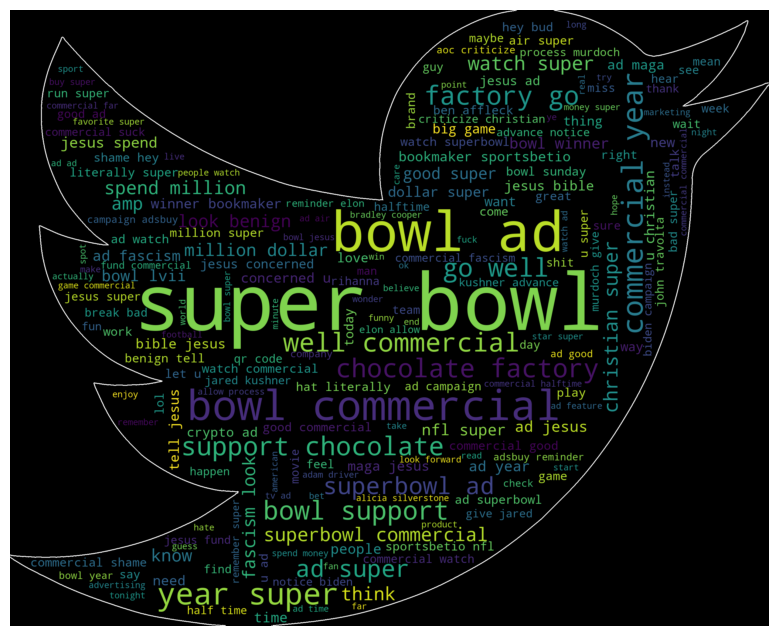 hey bud
long
maybe
air super
aoc criticize
process murdoch
watch super
ad maga
mean
see
sport
guy
jesus ad
hear
buy super
run super
factory go
real
try
miss
thank
commercial far
good ad
ben affleck
point
money super
marketing
week
favorite super
brand
criticize christian
thing
ye
commercial suck
big game
advance notice
wait
night
jesus spend
watch superbowl
bowl winner
new
shame hey
live
bookmaker sportsbetio
right
talk
instead
commercial commercial
literally super
people watch
care
good super
bowl sunday
hope
spend million
dollar super
jesus bible
commercial year
bad super
amp
winner bookmaker
reminder elon
halftime
want
great
u super
u christian
campaign adsbuy
look benign
ad air
bradley cooper
come
sure
ad ad
million super
bowl jesus
bowl ad
watch ad
john travolta
ad watch
million dollar
love
win
fuck
shit
spot
ad fascism
jesus concerned
man
commercial fascism
murdoch give
way
actually
fund commercial
concerned u
rihanna
ok
go well
biden campaign
make
bowl lvii
believe
kushner advance
game commercial
jesus super
world
bowl super
wonder
team
christian super
break bad
super bowl
fun
work
minute
today
funny
end
elon allow
star super
football
bible jesus
qr code
company
well commercial
day
ad good
benign tell
let u
watch commercial
chocolate factory
jared kushner
hat literally
ad campaign
commercial halftime
enjoy
lol
allow process
bowl commercial
play
ad feature
remember
tell jesus
crypto ad
good commercial
take
nfl super
ad jesus
support chocolate
commercial good
happen
feel
movie
look forward
read
adsbuy reminder
start
fascism look
american
maga jesus
adam driver
ad year
game
tv ad
bet
superbowl ad
check
alicia silverstone
ad superbowl
hate
remember super
bowl support
product
give jared
jesus fund
guess
superbowl commercial
commercial shame
know
find
u ad
spend money
people
sportsbetio nfl
bowl year
say
need
notice biden
ad super
fan
commercial watch
advertising
tonight
year super
think
half time
time
ad time
far